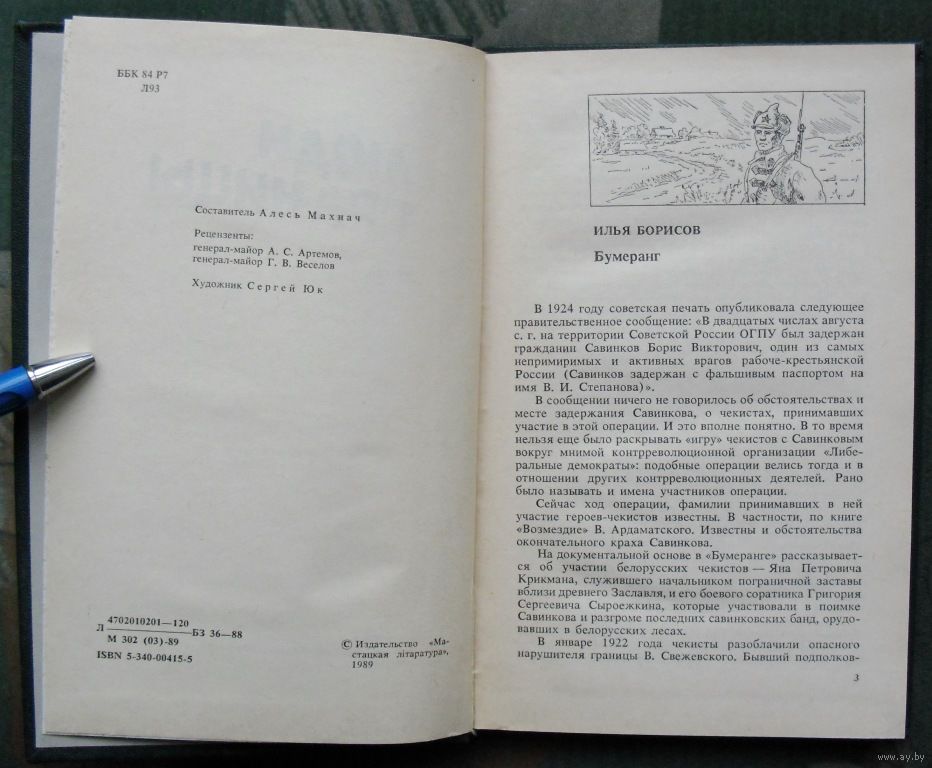 ББК 84 Р7
Л93
Составитель Алесь Махнач
Рецензенты:
генерал-майор А. С. Артемов,
генерал-майор Г. В. Веселов
Художник Сергей Юк
4702010201—120
Л БЗ 36—88
М 302 (03)-89
ISBN 5-340-00415-5
© Издательство «Ма-
стацкая літаратура»,
1989
ИЛЬЯ БОРИСОВ
Бумеранг
В 1924 году советская печать опубликовала следующее
правительственное сообщение: «В двадцатых числах августа
с. г. на территории Советской России ОГПУ был задержан
гражданин Савинков Борис Викторович, один из самых
непримиримых и активных врагов рабоче-крестьянской
России (Савинков задержан с фальшивым паспортом на
имя В. И. Степанова)».
В сообщении ничего не говорилось об обстоятельствах и
месте задержания Савинкова, о чекистах, принимавших
участие в этой операции. И это вполне понятно. В то время
нельзя еще было раскрывать «игру» чекистов с Савинковым
вокруг мнимой контрреволюционной организации «Либе-
ральные демократы»: подобные операции велись тогда и в
отношении других контрреволюционных деятелей. Рано
было называть и имена участников операции.
Сейчас ход операции, фамилии принимавших в ней
участие героев-чекистов известны. В частности, по книге
«Возмездие» В. Ардаматского. Известны и обстоятельства
окончательного краха Савинкова.
На документальной основе в «Бумеранге» рассказывает-
ся об участии белорусских чекистов — Яна Петровича
Крикмана, служившего начальником пограничной заставы
вблизи древнего Заславля, и его боевого соратника Григория
Сергеевича Сыроежкина, которые участвовали в поимке
Савинкова и разгроме последних савинковских банд, орудо-
вавших в белорусских лесах.
В январе 1922 года чекисты разоблачили опасного
нарушителя границы В. Свежевского. Бывший подполков-
3
www.ay.by